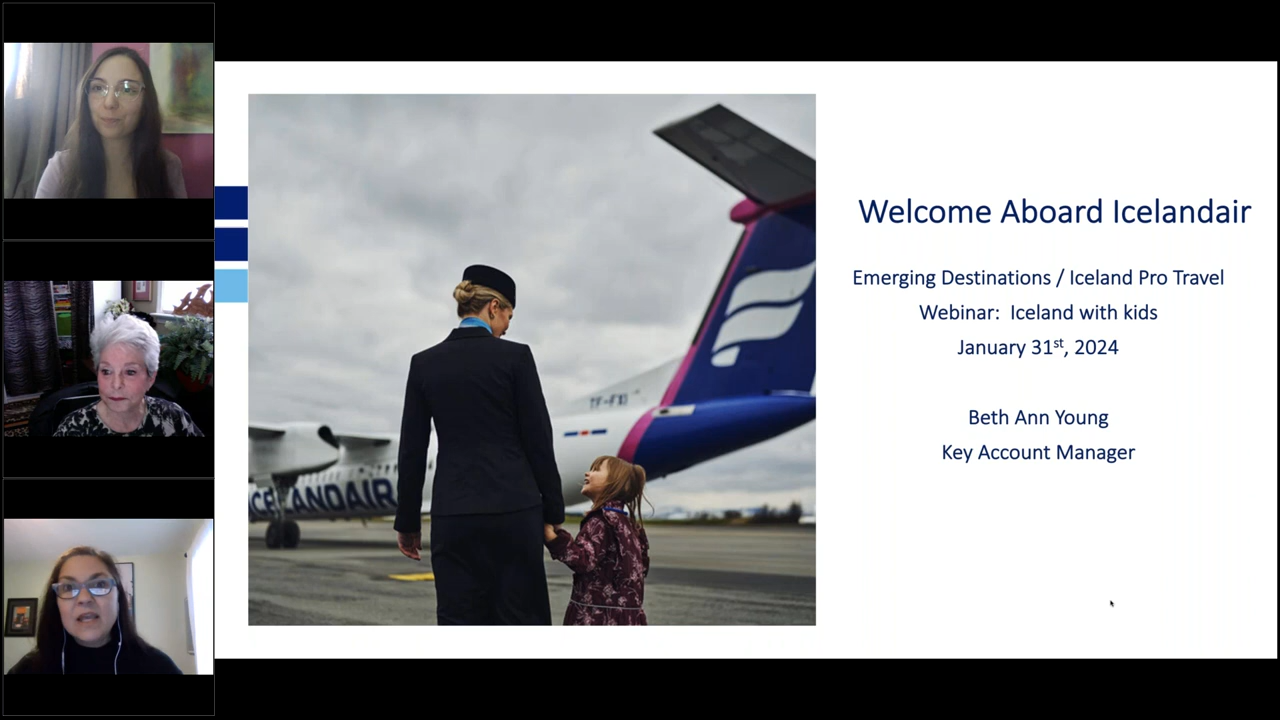 Welcome Aboard Icelandair
Emerging Destinations / Iceland Pro Travel
Webinar: Iceland with kids
January 31st, 2024
Beth Ann Young
Key Account Manager
TF-FXI
ICELANDAIR